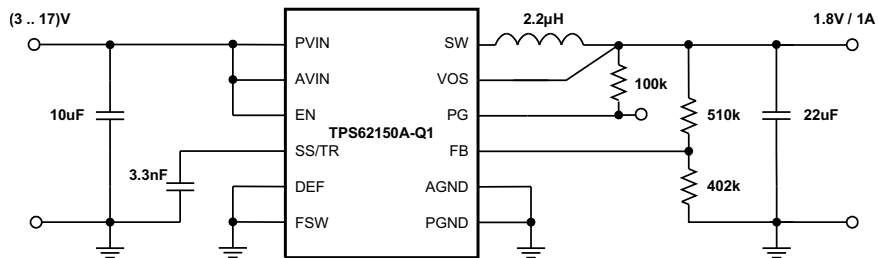 (3 .. 17)V
2.2µH
1.8V / 1A
PVIN
SW
AVIN
VOS
100k
10uF
EN
PG
510k
22uF
TPS62150A-Q1
SS/TR
FB
3.3nF
DEF
AGND
402k
FSW
PGND